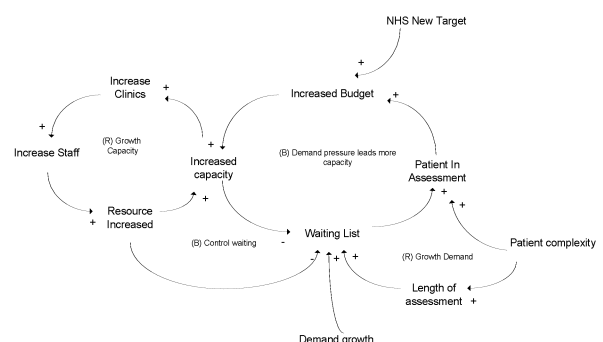 NHS New Target
+
Increase
Clinics
+
Increased Budget
+
+
Increase Staff
(R) Growth
Capacity
+
Increased
capacity
(B) Demand pressure leads more
capacity
Patient In
Assessment
+
+
+
Resource
Increased
+
(B) Control waiting
-
Waiting List
-
+
+
(R) Growth Demand
Patient complexity
Length of
assessment
+
Demand growth